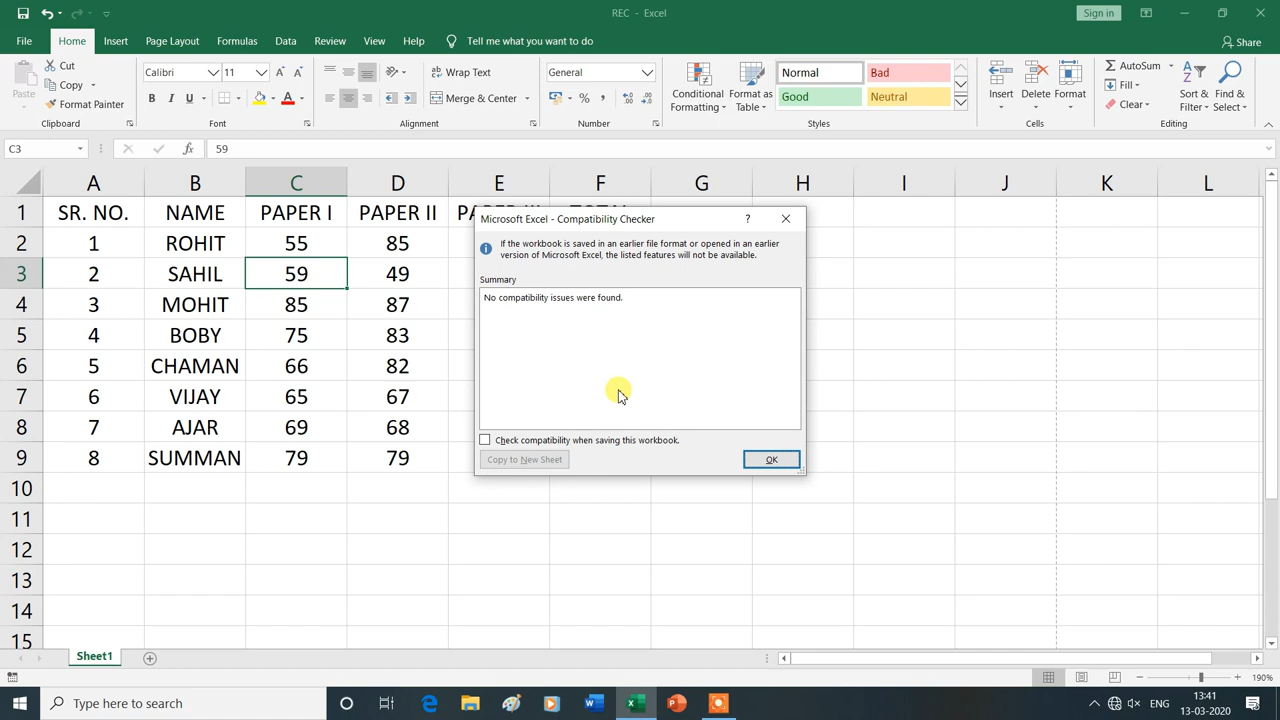 REC - Excel
Sign in
File Home Insert Page Layout Formulas Data Review View Help Tell me what you want to do Share
Paste
Cut
Copy
Format Painter
Calibri 11
B I U
Wrap Text
Merge & Center
General
Conditional Formatting
Format as Table
Normal Bad
Good Neutral
Insert Delete Format
AutoSum
Fill
Clear
Sort & Filter
Find & Select
Clipboard Font Alignment Number Styles Cells Editing
C3 fx 59
A B C D E F G H I J K L
1 SR. NO. NAME PAPER I PAPER II
2 1 ROHIT 55 85
3 2 SAHIL 59 49
4 3 MOHIT 85 87
5 4 BOBY 75 83
6 5 CHAMAN 66 82
7 6 VIJAY 65 67
8 7 AJAR 69 68
9 8 SUMMAN 79 79
10
11
12
13
14
15
Microsoft Excel - Compatibility Checker ?
If the workbook is saved in an earlier file format or opened in an earlier
version of Microsoft Excel, the listed features will not be available.
Summary
No compatibility issues were found.
Check compatibility when saving this workbook.
Copy to New Sheet OK
Sheet1
190%
Type here to search
ENG
13:41
13-03-2020